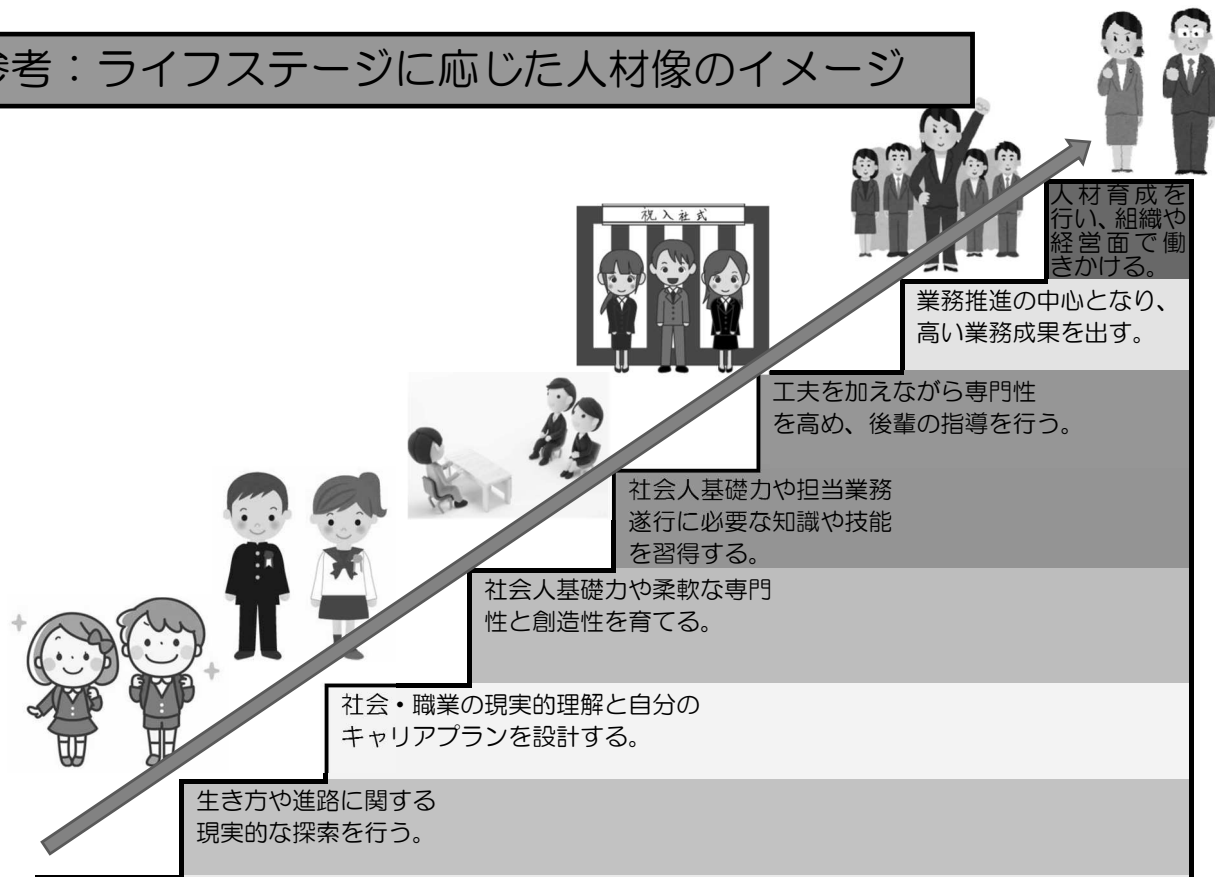 参考：ライフステージに応じた人材像のイメージ
祝入社式
人材育成を
行い、組織や
経営面で働
きかける。
業務推進の中心となり、
高い業務成果を出す。
工夫を加えながら専門性
を高め、後輩の指導を行う。
社会人基礎力や担当業務
遂行に必要な知識や技能
を習得する。
社会人基礎力や柔軟な専門
性と創造性を育てる。
社会・職業の現実的理解と自分の
キャリアプランを設計する。
生き方や進路に関する
現実的な探索を行う。